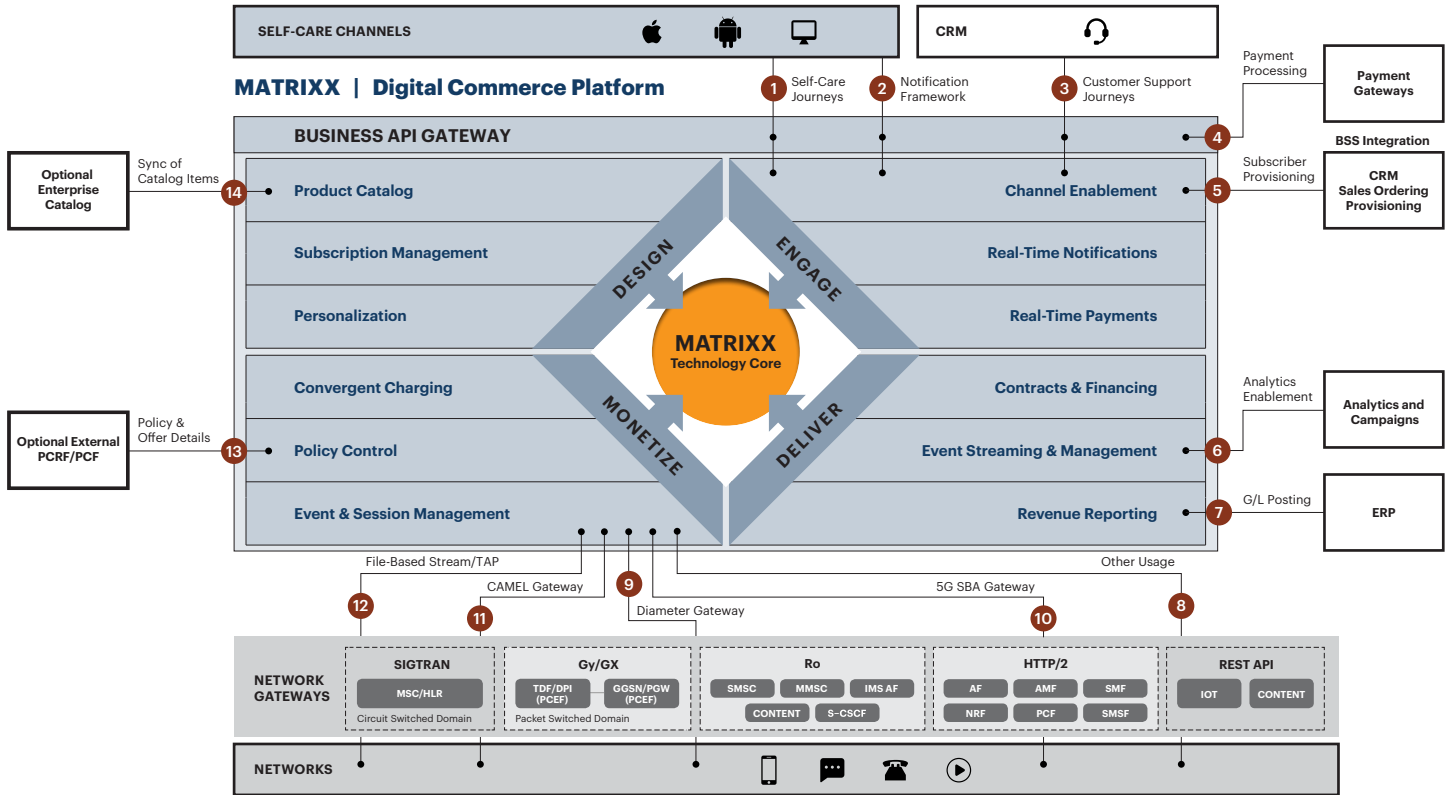 SELF-CARE CHANNELS
CRM
MATRIXX | Digital Commerce Platform
1
Self-Care
Journeys
2
Notification
Framework
3
Customer Support
Journeys
Payment
Processing
Payment
Gateways
BUSINESS API GATEWAY
4
BSS Integration
Optional
Enterprise
Catalog
Sync of
Catalog Items
14
Product Catalog
Channel Enablement
5
Subscriber
Provisioning
CRM
Sales Ordering
Provisioning
Subscription Management
Real-Time Notifications
Personalization
Real-Time Payments
DESIGN
ENGAGE
MATRIXX
Technology Core
MONETIZE
DELIVER
Convergent Charging
Contracts & Financing
Analytics
Enablement
Analytics and
Campaigns
Optional External
PCRF/PCF
Policy &
Offer Details
13
Policy Control
Event Streaming & Management
6
Event & Session Management
Revenue Reporting
7
G/L Posting
ERP
File-Based Stream/TAP
Other Usage
CAMEL Gateway
9
5G SBA Gateway
12
11
Diameter Gateway
10
8
NETWORK
GATEWAYS
SIGTRAN
MSC/HLR
Circuit Switched Domain
Gy/GX
TDF/DPI
(PCEF)
GGSN/PGW
(PCEF)
Packet Switched Domain
Ro
SMSC
MMSC
IMS AF
CONTENT
S-CSCF
HTTP/2
AF
AMF
SMF
NRF
PCF
SMSF
REST API
IOT
CONTENT
NETWORKS